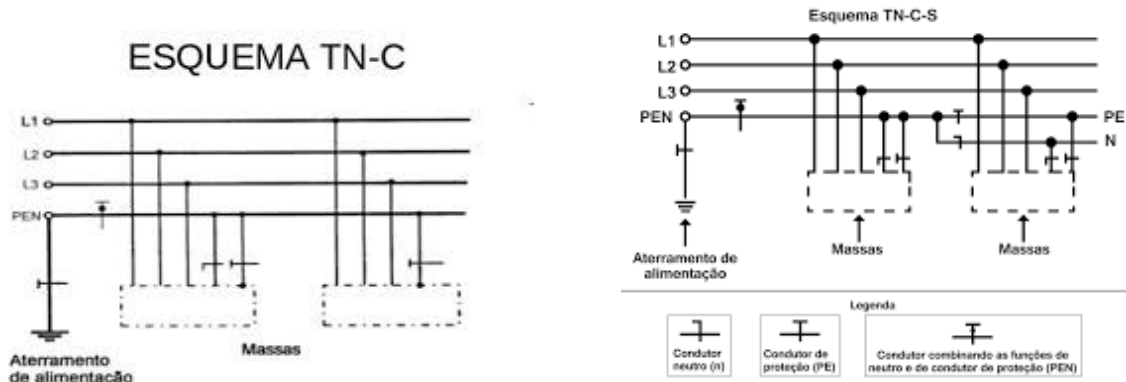 ESQUEMA TN-C
L1
L2
L3
PEN
Aterramento
de alimentação
Massas
Esquema TN-C-S
L1
L2
L3
PEN
PE
N
Massas
Massas
Aterramento de
alimentação
Legenda
Condutor
neutro (n)
Condutor de
proteção (PE)
Condutor combinando as funções de
neutro e de condutor de proteção (PEN)